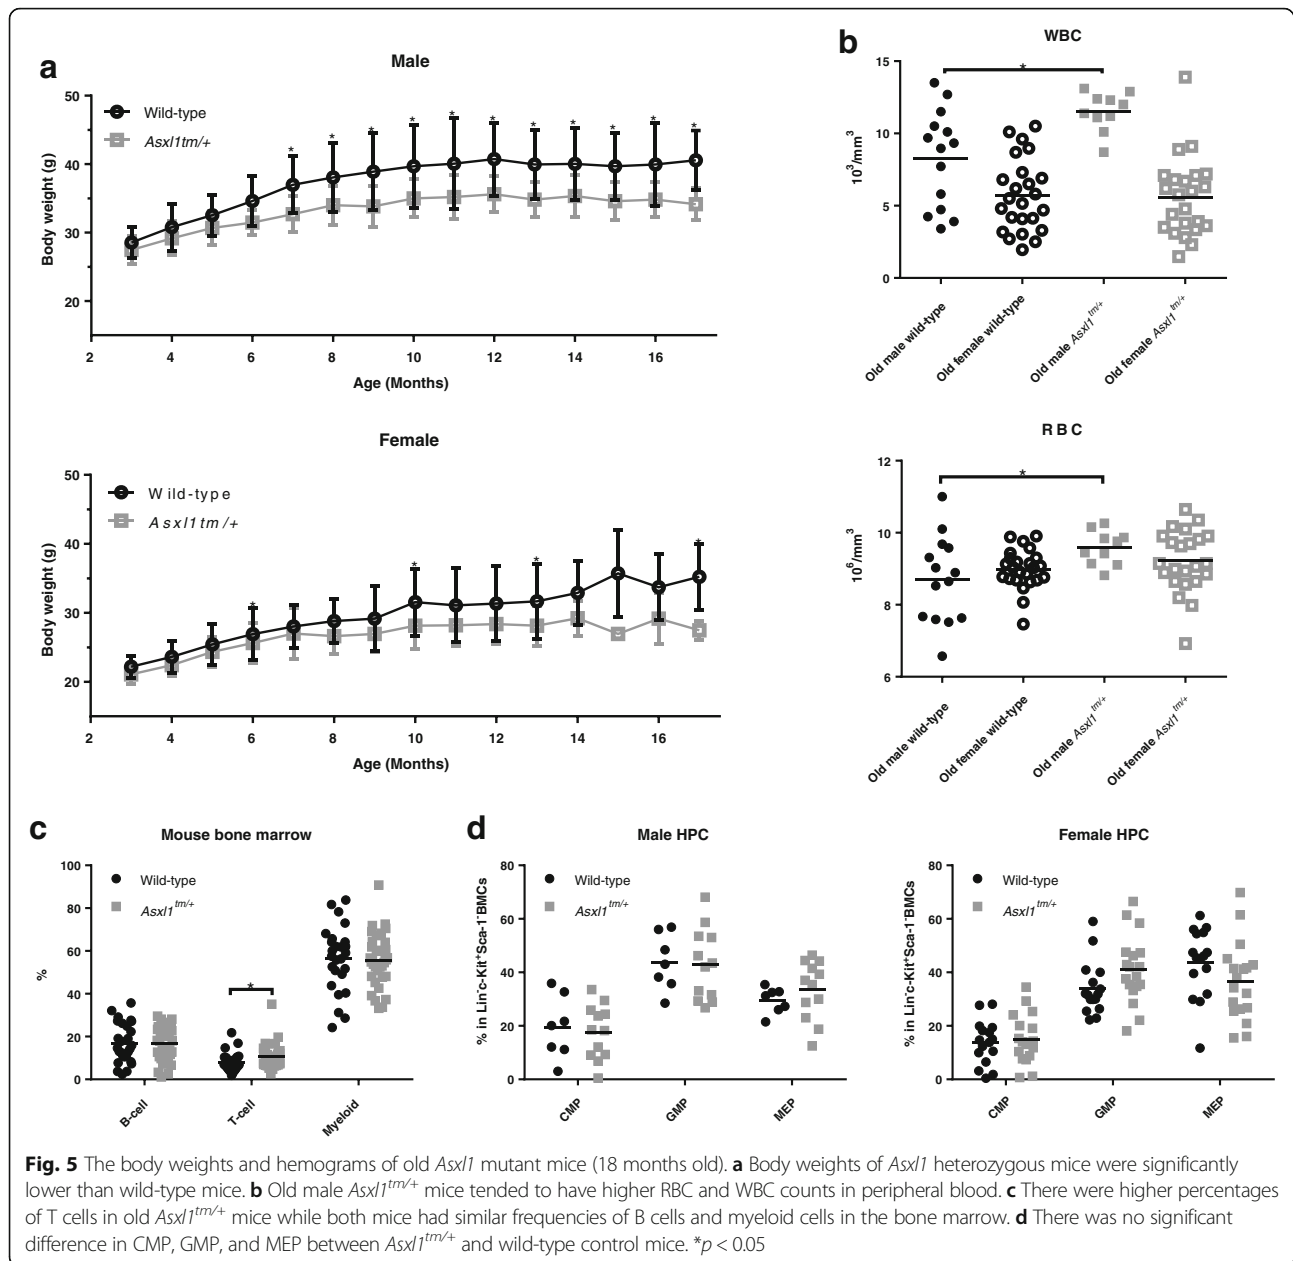 a
Male
50
40
30
20
Body weight (g)
Wild-type
Asxl1tm/+
* * * * * * * * * * *
2 4 6 8 10 12 14 16
Age (Months)
Female
50
40
30
20
Body weight (g)
Wild-type
Asxl1tm/+
* * * *
2 4 6 8 10 12 14 16
Age (Months)
b
WBC
15
10
5
0
10³/mm³
*
Old male wild-type
Old female wild-type
Old male Asxl1tm/+
Old female Asxl1tm/+
RBC
12
10
8
6
10⁶/mm³
*
Old male wild-type
Old female wild-type
Old male Asxl1tm/+
Old female Asxl1tm/+
c
Mouse bone marrow
100
80
60
40
20
0
%
Wild-type
Asxl1tm/+
*
B-cell
T-cell
Myeloid
d
Male HPC
80
60
40
20
0
% in Lin⁻c-Kit⁺Sca-1⁻BMCs
Wild-type
Asxl1tm/+
CMP
GMP
MEP
Female HPC
80
60
40
20
0
% in Lin⁻c-Kit⁺Sca-1⁻BMCs
Wild-type
Asxl1tm/+
CMP
GMP
MEP
Fig. 5 The body weights and hemograms of old Asxl1 mutant mice (18 months old). a Body weights of Asxl1 heterozygous mice were significantly
lower than wild-type mice. b Old male Asxl1tm/+ mice tended to have higher RBC and WBC counts in peripheral blood. c There were higher percentages
of T cells in old Asxl1tm/+ mice while both mice had similar frequencies of B cells and myeloid cells in the bone marrow. d There was no significant
difference in CMP, GMP, and MEP between Asxl1tm/+ and wild-type control mice. *p < 0.05